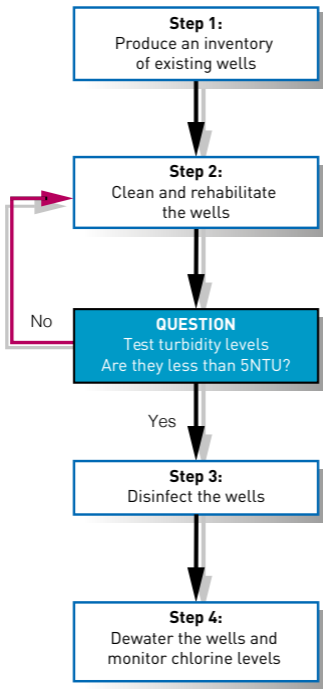 Step 1:
Produce an inventory
of existing wells
Step 2:
Clean and rehabilitate
the wells
No
QUESTION
Test turbidity levels
Are they less than 5NTU?
Yes
Step 3:
Disinfect the wells
Step 4:
Dewater the wells and
monitor chlorine levels